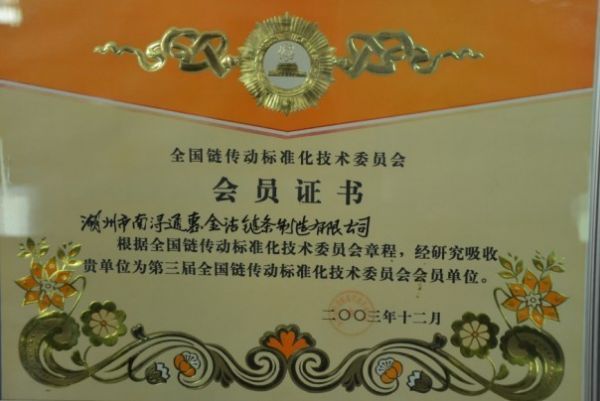 全国链传动标准化技术委员会
会员证书
湖州市南浔通惠金洁链条制造有限公司
根据全国链传动标准化技术委员会章程，经研究吸收
贵单位为第三届全国链传动标准化技术委员会会员单位。
二〇〇三年十二月